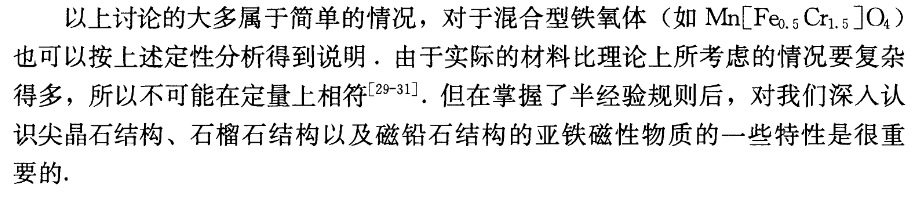 以上讨论的大多属于简单的情况，对于混合型铁氧体（如 Mn[Fe₀.₅Cr₁.₅]O₄）
也可以按上述定性分析得到说明．由于实际的材料比理论上所考虑的情况要复杂
得多，所以不可能在定量上相符[29-31]．但在掌握了半经验规则后，对我们深入认
识尖晶石结构、石榴石结构以及磁铅石结构的亚铁磁性物质的一些特性是很重
要的．